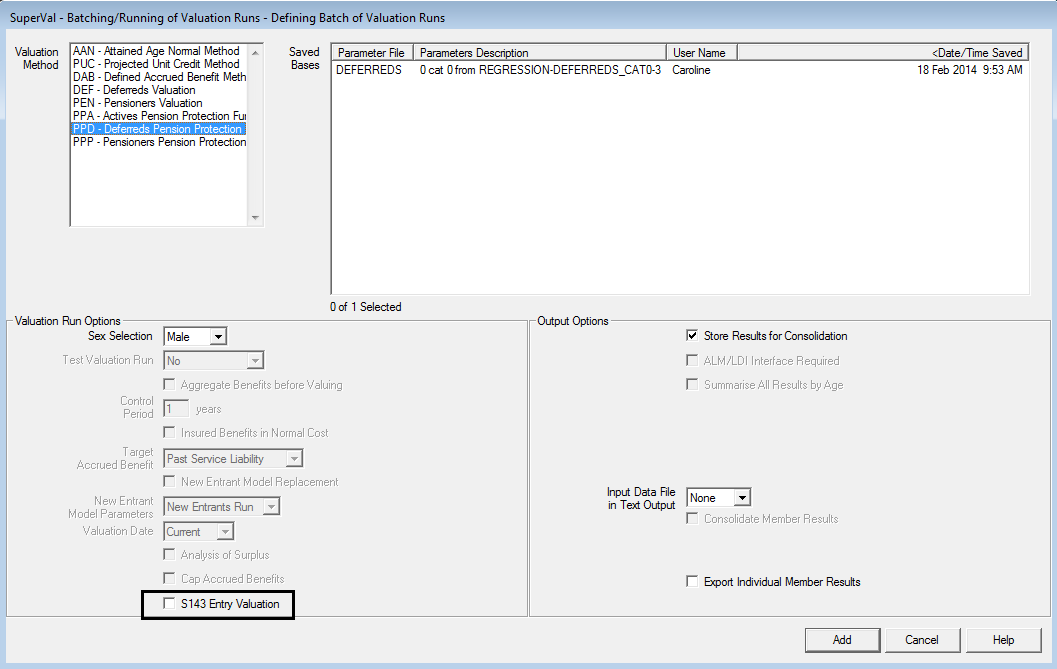 SuperVal - Batching/Running of Valuation Runs - Defining Batch of Valuation Runs
Valuation Method
AAN - Attained Age Normal Method
PUC - Projected Unit Credit Method
DAB - Defined Accrued Benefit Meth
DEF - Deferreds Valuation
PEN - Pensioners Valuation
PPA - Actives Pension Protection Fu
PPD - Deferreds Pension Protection
PPP - Pensioners Pension Protection
Saved Bases
Parameter File Parameters Description User Name <Date/Time Saved
DEFERREDS 0 cat 0 from REGRESSION-DEFERREDS_CAT0-3 Caroline 18 Feb 2014 9:53 AM
0 of 1 Selected
Valuation Run Options
Sex Selection Male
Test Valuation Run No
Aggregate Benefits before Valuing
Control Period 1 years
Insured Benefits in Normal Cost
Target Accrued Benefit Past Service Liability
New Entrant Model Replacement
New Entrant Model Parameters New Entrants Run
Valuation Date Current
Analysis of Surplus
Cap Accrued Benefits
S143 Entry Valuation
Output Options
Store Results for Consolidation
ALM/LDI Interface Required
Summarise All Results by Age
Input Data File in Text Output None
Consolidate Member Results
Export Individual Member Results
Add Cancel Help